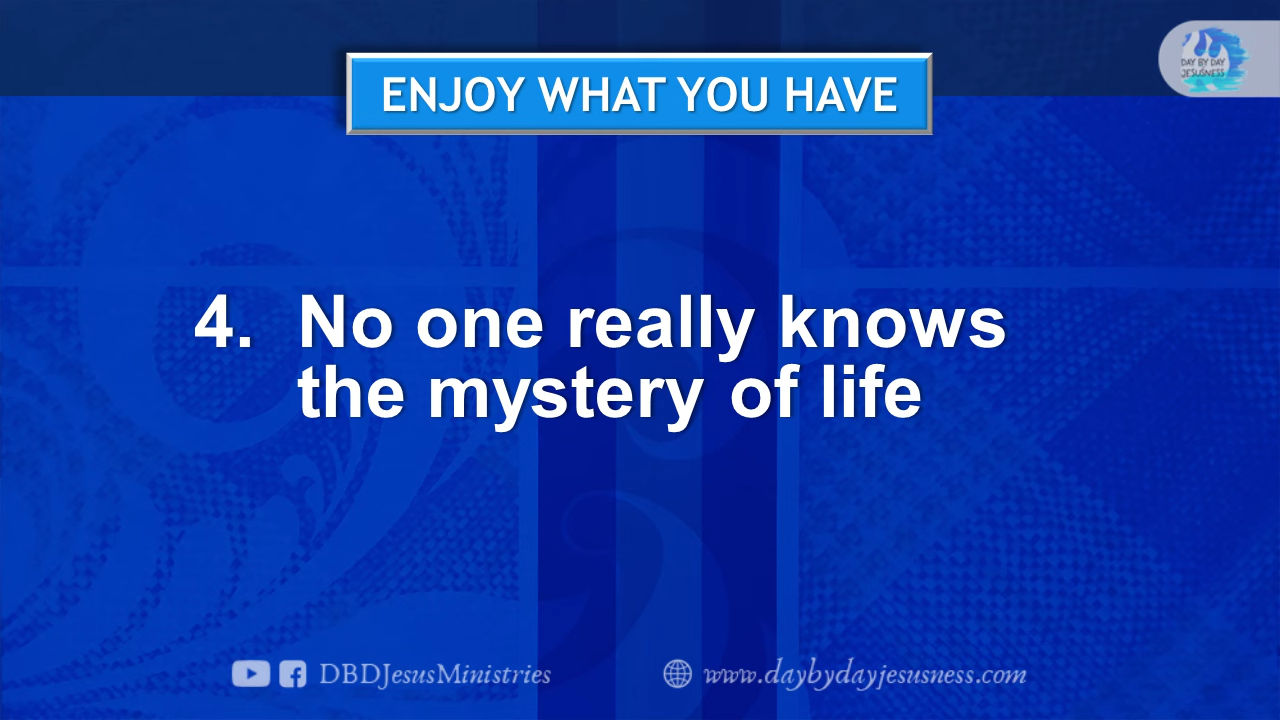 DAY BY DAY
JESUSNESS
ENJOY WHAT YOU HAVE
4. No one really knows
the mystery of life
DBDJesusMinistries
www.daybydayjesusness.com